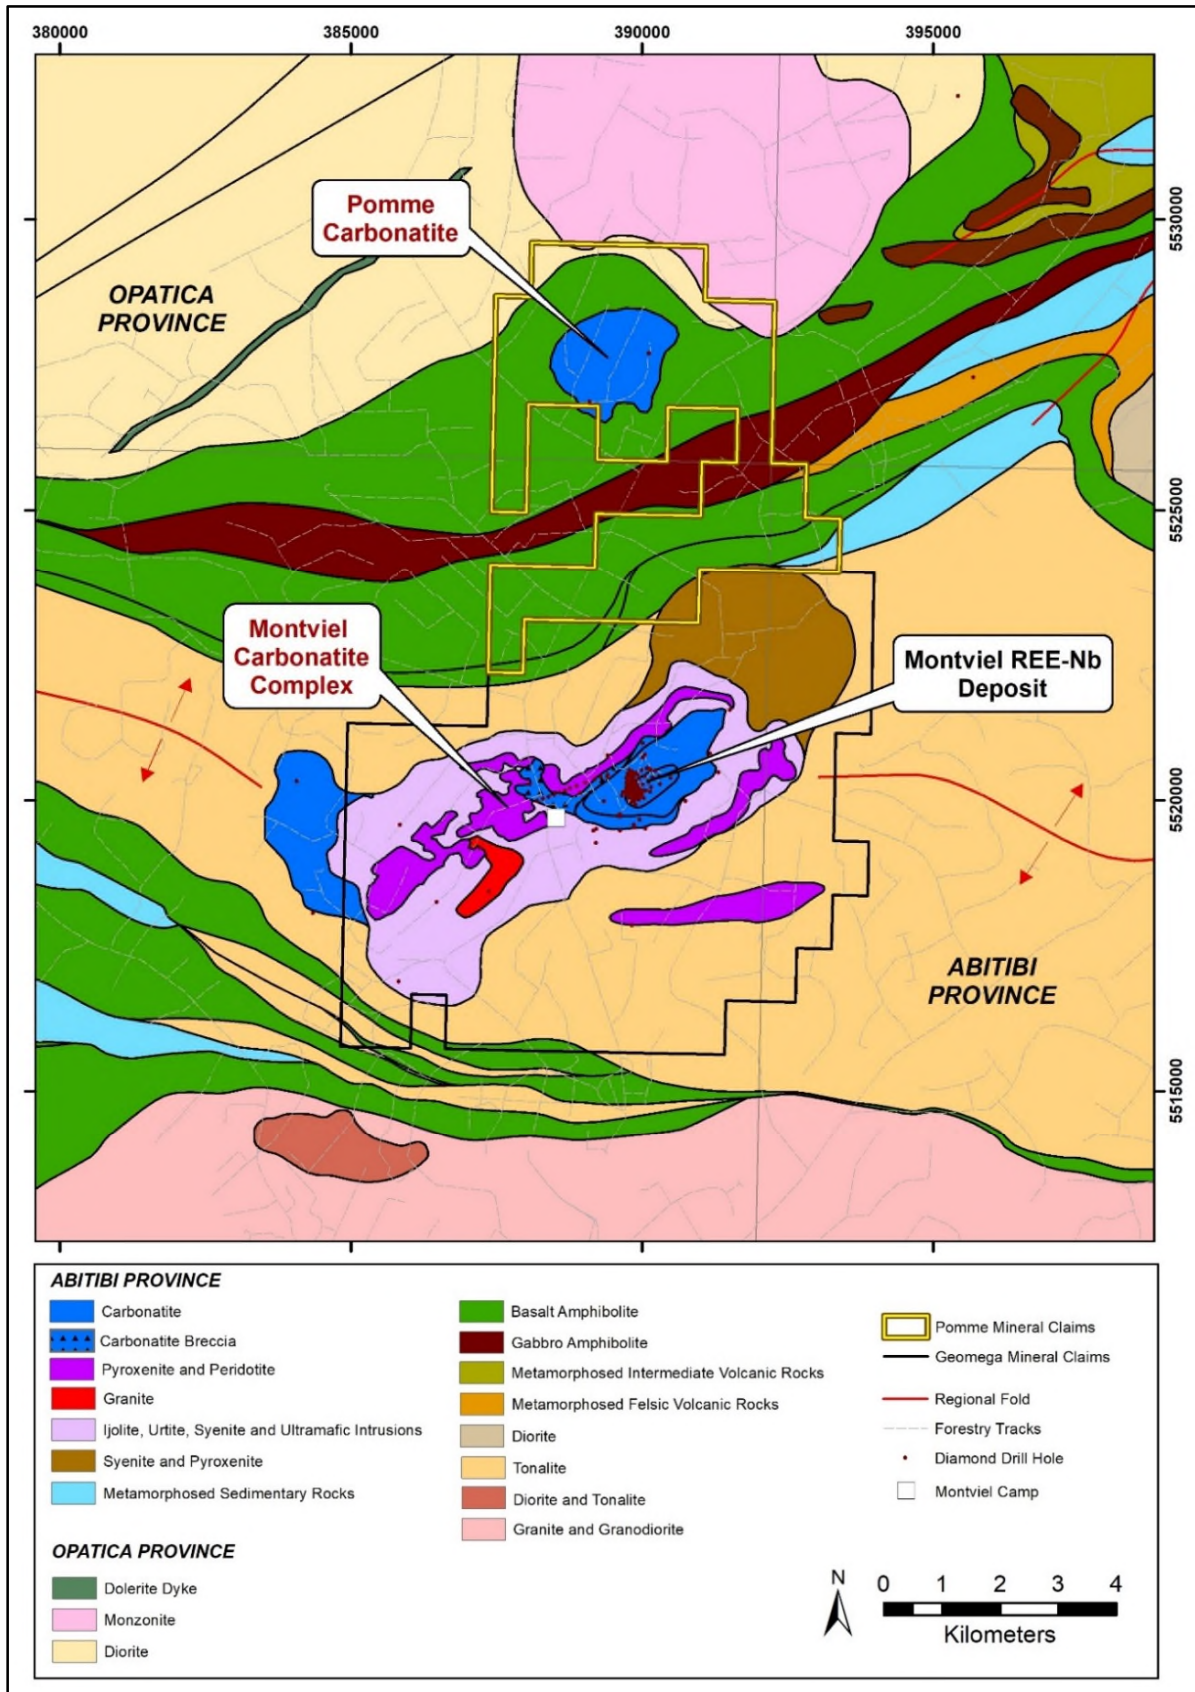 380000
385000
390000
395000
5530000
5525000
5520000
5515000
Pomme
Carbonatite
OPATICA
PROVINCE
Montviel
Carbonatite
Complex
Montviel REE-Nb
Deposit
ABITIBI
PROVINCE
ABITIBI PROVINCE
Carbonatite
Carbonatite Breccia
Pyroxenite and Peridotite
Granite
Ijolite, Urtite, Syenite and Ultramafic Intrusions
Syenite and Pyroxenite
Metamorphosed Sedimentary Rocks
Basalt Amphibolite
Gabbro Amphibolite
Metamorphosed Intermediate Volcanic Rocks
Metamorphosed Felsic Volcanic Rocks
Diorite
Tonalite
Diorite and Tonalite
Granite and Granodiorite
Pomme Mineral Claims
Geomega Mineral Claims
Regional Fold
Forestry Tracks
Diamond Drill Hole
Montviel Camp
OPATICA PROVINCE
Dolerite Dyke
Monzonite
Diorite
N
0 1 2 3 4
Kilometers